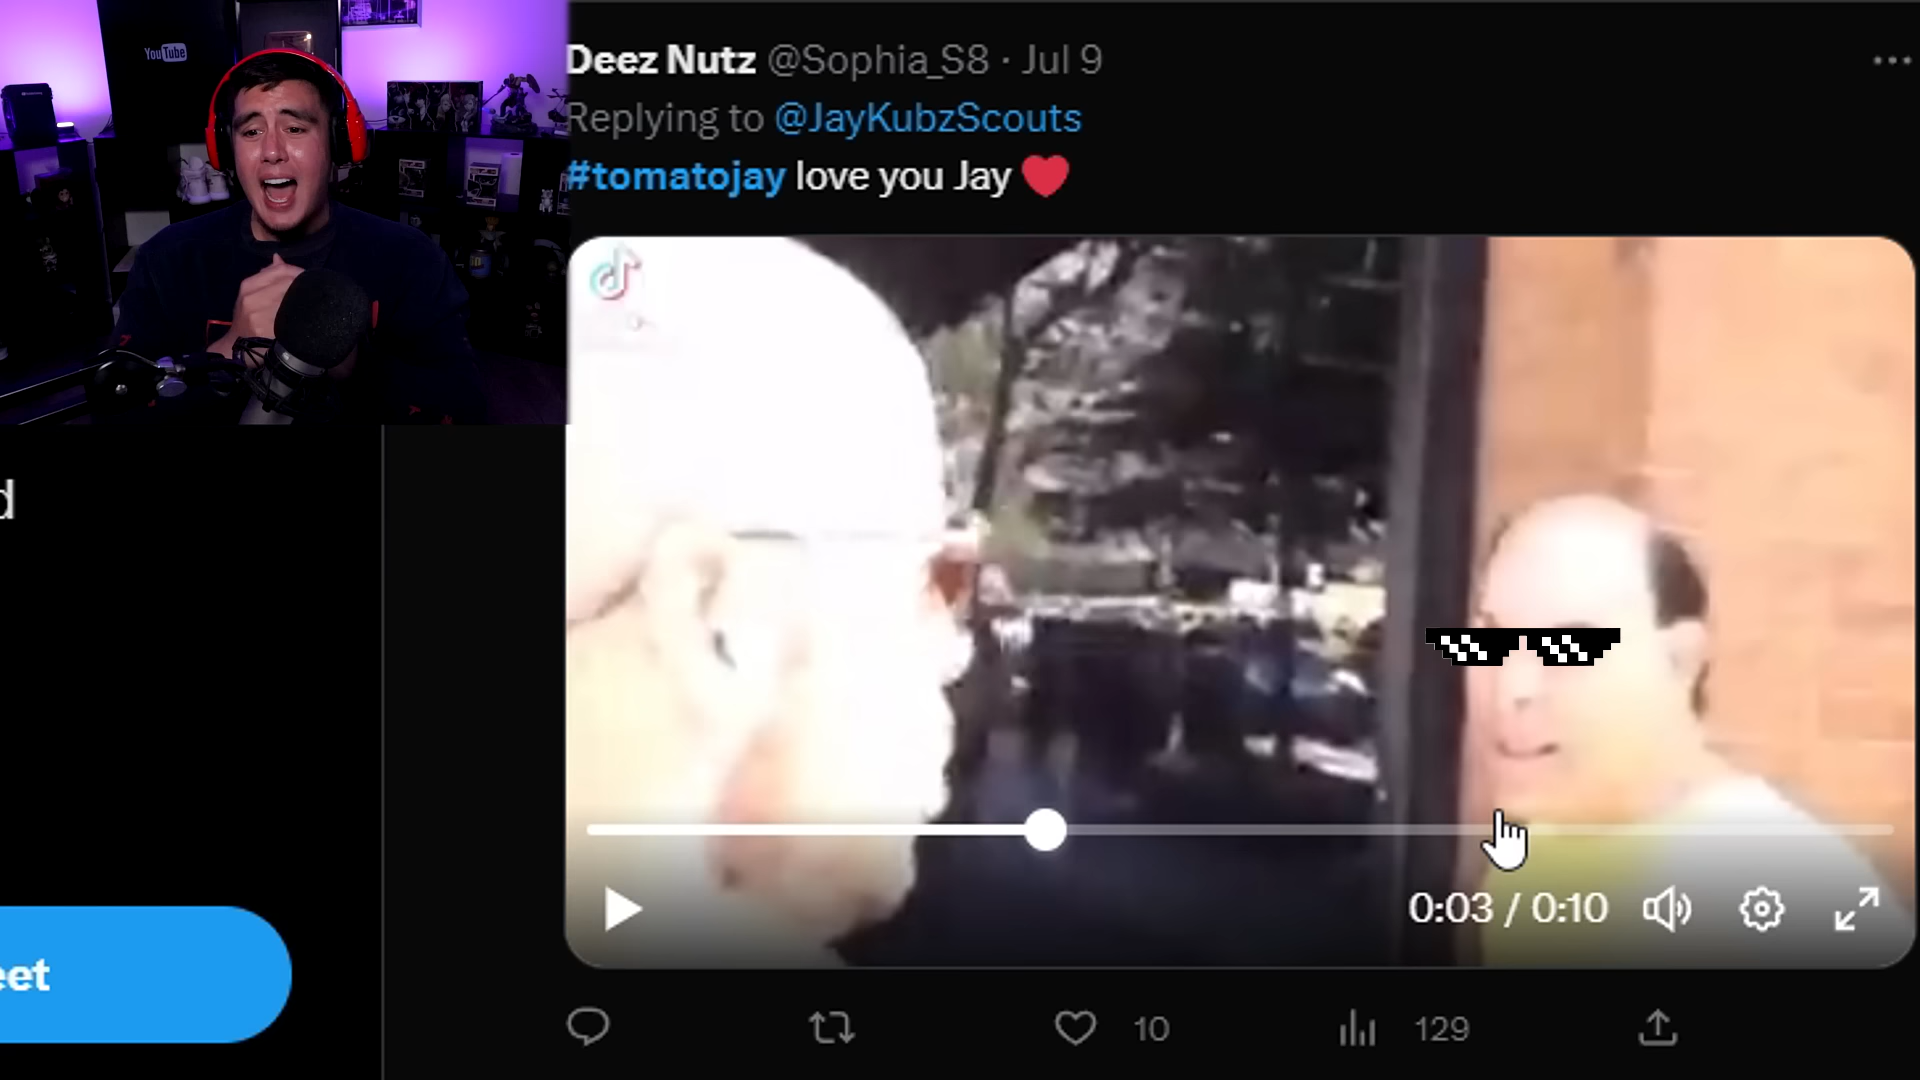 YouTube
Deez Nutz @Sophia_S8 · Jul 9
Replying to @JayKubzScouts
#tomatojay love you Jay ❤
d
eet
0:03 / 0:10
10
129